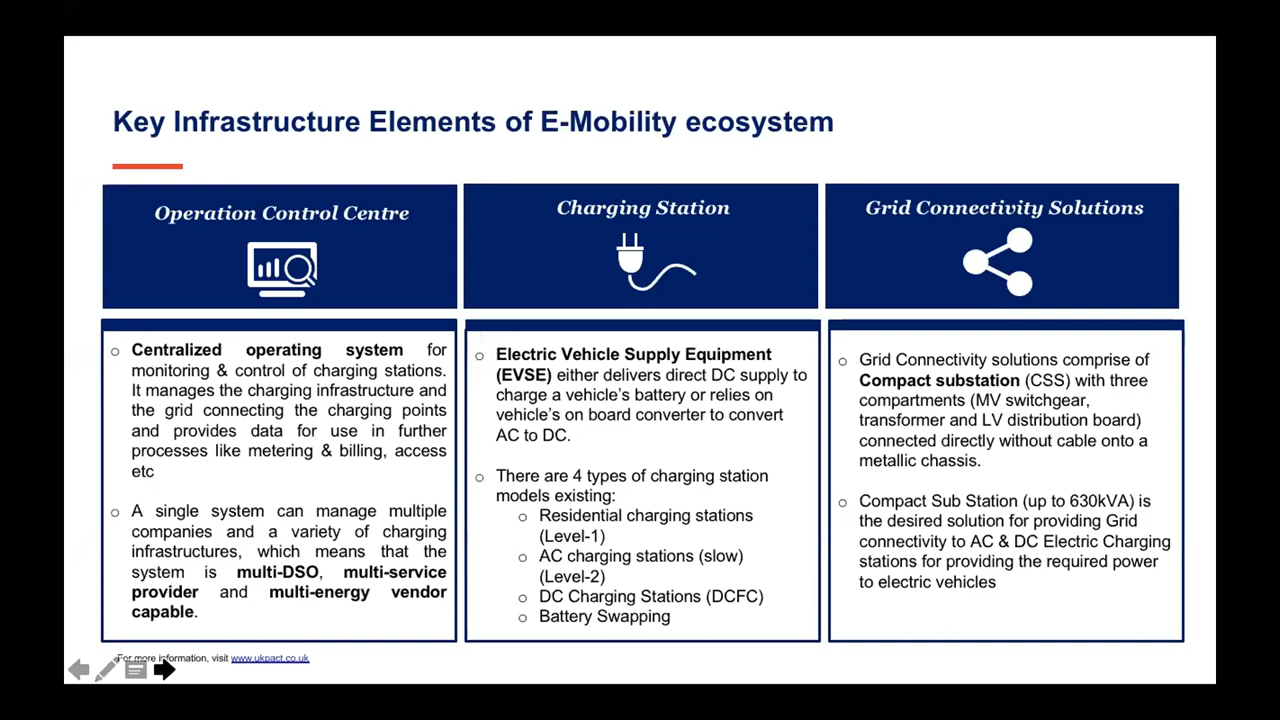 Key Infrastructure Elements of E-Mobility ecosystem
Operation Control Centre
Centralized operating system for
monitoring & control of charging stations.
It manages the charging infrastructure and
the grid connecting the charging points
and provides data for use in further
processes like metering & billing, access
etc
A single system can manage multiple
companies and a variety of charging
infrastructures, which means that the
system is multi-DSO, multi-service
provider and multi-energy vendor
capable.
Charging Station
Electric Vehicle Supply Equipment
(EVSE) either delivers direct DC supply to
charge a vehicle's battery or relies on
vehicle's on board converter to convert
AC to DC.
There are 4 types of charging station
models existing:
Residential charging stations
(Level-1)
AC charging stations (slow)
(Level-2)
DC Charging Stations (DCFC)
Battery Swapping
Grid Connectivity Solutions
Grid Connectivity solutions comprise of
Compact substation (CSS) with three
compartments (MV switchgear,
transformer and LV distribution board)
connected directly without cable onto a
metallic chassis.
Compact Sub Station (up to 630kVA) is
the desired solution for providing Grid
connectivity to AC & DC Electric Charging
stations for providing the required power
to electric vehicles
For more information, visit www.ukpact.co.uk